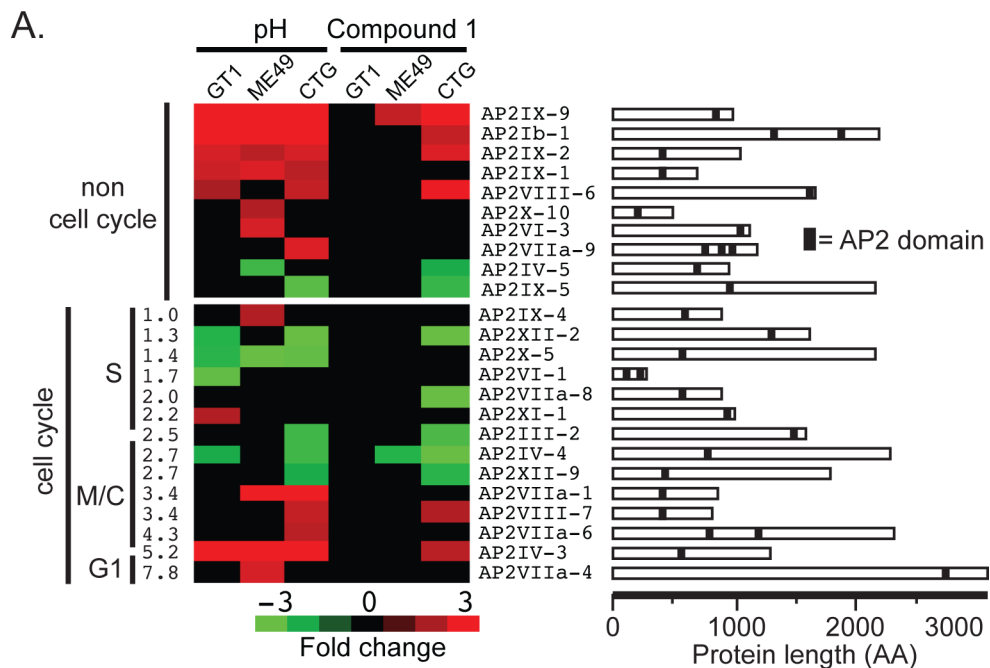 A.
pH Compound 1
GT1 ME49 CTG GT1 ME49 CTG
non cell cycle
AP2IX-9
AP2Ib-1
AP2IX-2
AP2IX-1
AP2VIII-6
AP2X-10
AP2VI-3
AP2VIIa-9
AP2IV-5
AP2IX-5
= AP2 domain
cell cycle
S
M/C
G1
1.0 AP2IX-4
1.3 AP2XII-2
1.4 AP2X-5
1.7 AP2VI-1
2.0 AP2VIIa-8
2.2 AP2XI-1
2.5 AP2III-2
2.7 AP2IV-4
2.7 AP2XII-9
3.4 AP2VIIa-1
3.4 AP2VIII-7
4.3 AP2VIIa-6
5.2 AP2IV-3
7.8 AP2VIIa-4
-3 0 3
Fold change
0 1000 2000 3000
Protein length (AA)